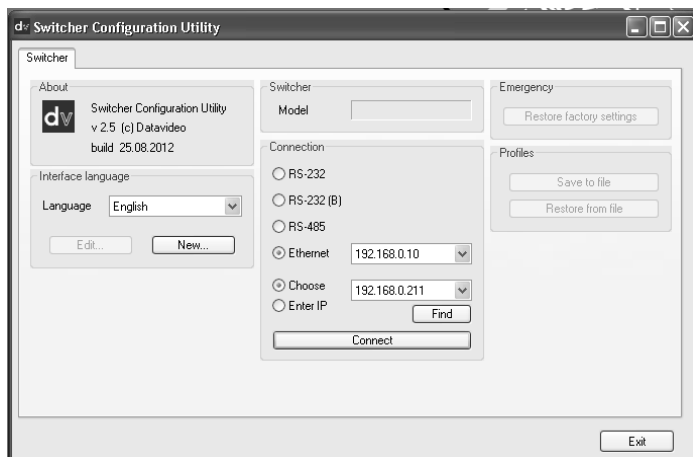 dv Switcher Configuration Utility
Switcher
About
dv
Switcher Configuration Utility
v 2.5 (c) Datavideo
build 25.08.2012
Interface language
Language English
Edit... New...
Switcher
Model
Connection
RS-232
RS-232 (B)
RS-485
Ethernet 192.168.0.10
Choose 192.168.0.211
Enter IP
Find
Connect
Emergency
Restore factory settings
Profiles
Save to file
Restore from file
Exit